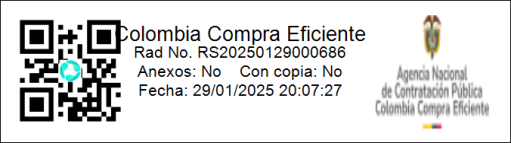 Colombia Compra Eficiente
Rad No. RS20250129000686
Anexos: No Con copia: No
Fecha: 29/01/2025 20:07:27
Agencia Nacional
de Contratación Pública
Colombia Compra Eficiente